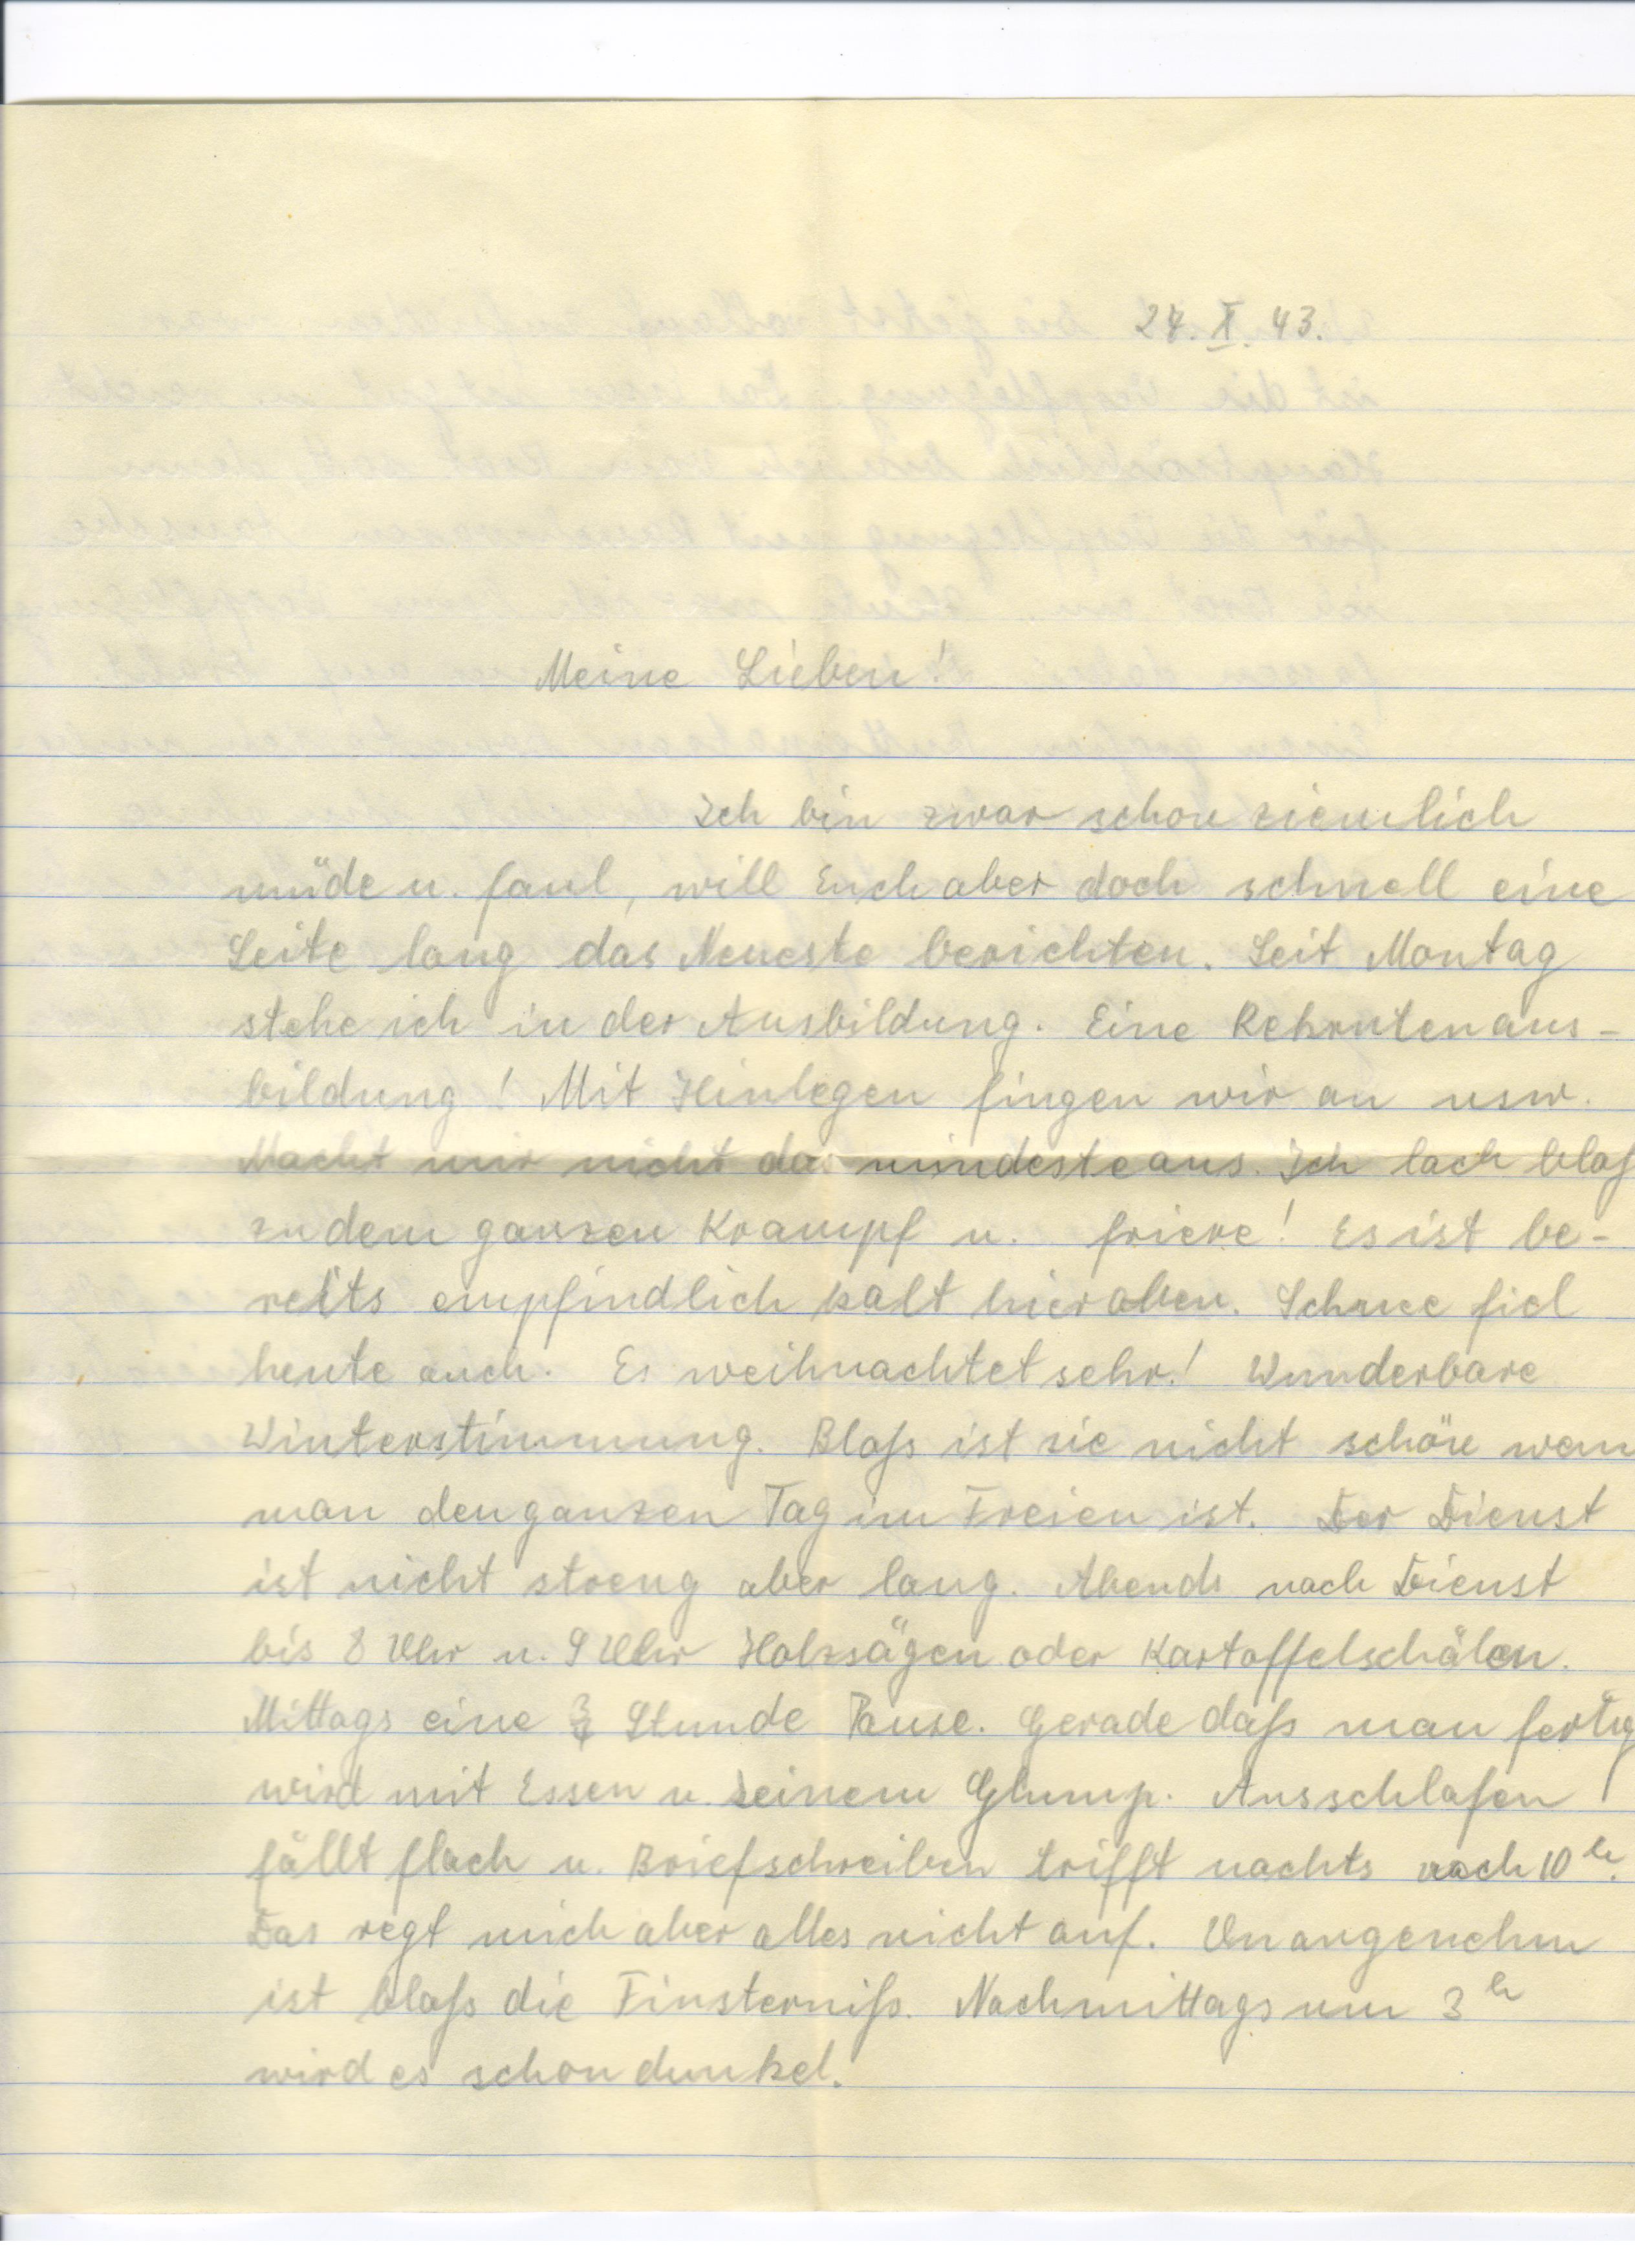 27. X. 43.
Meine Lieben!
Ich bin zwar schon ziemlich
müde u. faul, will Euch aber doch schnell eine
Seite lang das Neueste berichten. Seit Montag
stehe ich in der Ausbildung. Eine Rekrutenaus-
bildung! Mit Hinlegen fingen wir an usw.
Macht mir nicht das mindeste aus. Ich lach bloß
zu dem ganzen Krampf u. friere! Es ist be-
reits empfindlich kalt hier oben. Schnee fiel
heute auch. Es weihnachtet sehr! Wunderbare
Winterstimmung. Bloß ist sie nicht schön wenn
man den ganzen Tag im Freien ist. Der Dienst
ist nicht streng aber lang. Abends nach Dienst
bis 8 Uhr u. 9 Uhr Holzsägen oder Kartoffelschälen.
Mittags eine ¾ Stunde Pause. Gerade daß man fertig
wird mit Essen u. seinem Glump. Ausschlafen
fällt flach u. Briefschreiben trifft nachts nach 10 h.
Das regt mich aber alles nicht auf. Unangenehm
ist bloß die Finsterniß. Nachmittags um 3 h
wird es schon dunkel.